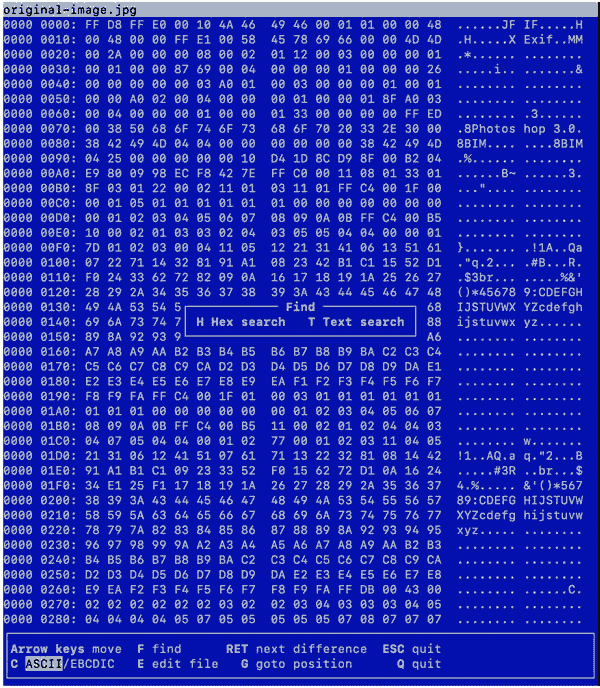 original-image.jpg
0000 0000: FF D8 FF E0 00 10 4A 46 49 46 00 01 01 00 00 48 ......JF IF.....H
0000 0010: 00 48 00 00 FF E1 00 58 45 78 69 66 00 00 4D 4D .H.....X Exif..MM
0000 0020: 00 2A 00 00 00 08 00 02 01 12 00 03 00 00 00 01 .*...... ........
0000 0030: 00 01 00 00 87 69 00 04 00 00 00 01 00 00 00 26 .....i.. .......&
0000 0040: 00 00 00 00 00 03 A0 01 00 03 00 00 00 01 00 01 ........ ........
0000 0050: 00 00 A0 02 00 04 00 00 00 01 00 00 01 8F A0 03 ........ ........
0000 0060: 00 04 00 00 00 01 00 00 01 33 00 00 00 00 FF ED ........ .3......
0000 0070: 00 38 50 68 6F 74 6F 73 68 6F 70 20 33 2E 30 00 .8Photos hop 3.0.
0000 0080: 38 42 49 4D 04 04 00 00 00 00 00 00 38 42 49 4D 8BIM.... ....8BIM
0000 0090: 04 25 00 00 00 00 00 10 D4 1D 8C D9 8F 00 B2 04 .%...... ........
0000 00A0: E9 80 09 98 EC F8 42 7E FF C0 00 11 08 01 33 01 ......B~ ......3.
0000 00B0: 8F 03 01 22 00 02 11 01 03 11 01 FF C4 00 1F 00 ...".... ........
0000 00C0: 00 01 05 01 01 01 01 01 01 00 00 00 00 00 00 00 ........ ........
0000 00D0: 00 01 02 03 04 05 06 07 08 09 0A 0B FF C4 00 B5 ........ ........
0000 00E0: 10 00 02 01 03 03 02 04 03 05 05 04 04 00 00 01 ........ ........
0000 00F0: 7D 01 02 03 00 04 11 05 12 21 31 41 06 13 51 61 }....... .!1A..Qa
0000 0100: 07 22 71 14 32 81 91 A1 08 23 42 B1 C1 15 52 D1 ."q.2... .#B...R.
0000 0110: F0 24 33 62 72 82 09 0A 16 17 18 19 1A 25 26 27 .$3br... .....%&'
0000 0120: 28 29 2A 34 35 36 37 38 39 3A 43 44 45 46 47 48 ()*45678 9:CDEFGH
0000 0130: 49 4A 53 54 5 Find 68 IJSTUVWX YZcdefgh
0000 0140: 69 6A 73 74 7 H Hex search T Text search 88 ijstuvwx yz......
0000 0150: 89 8A 92 93 9 A6 ........ ........
0000 0160: A7 A8 A9 AA B2 B3 B4 B5 B6 B7 B8 B9 BA C2 C3 C4 ........ ........
0000 0170: C5 C6 C7 C8 C9 CA D2 D3 D4 D5 D6 D7 D8 D9 DA E1 ........ ........
0000 0180: E2 E3 E4 E5 E6 E7 E8 E9 EA F1 F2 F3 F4 F5 F6 F7 ........ ........
0000 0190: F8 F9 FA FF C4 00 1F 01 00 03 01 01 01 01 01 01 ........ ........
0000 01A0: 01 01 01 00 00 00 00 00 00 01 02 03 04 05 06 07 ........ ........
0000 01B0: 08 09 0A 0B FF C4 00 B5 11 00 02 01 02 04 04 03 ........ ........
0000 01C0: 04 07 05 04 04 00 01 02 77 00 01 02 03 11 04 05 ........ w.......
0000 01D0: 21 31 06 12 41 51 07 61 71 13 22 32 81 08 14 42 !1..AQ.a q."2...B
0000 01E0: 91 A1 B1 C1 09 23 33 52 F0 15 62 72 D1 0A 16 24 .....#3R ..br...$
0000 01F0: 34 E1 25 F1 17 18 19 1A 26 27 28 29 2A 35 36 37 4.%..... &'()*567
0000 0200: 38 39 3A 43 44 45 46 47 48 49 4A 53 54 55 56 57 89:CDEFG HIJSTUVW
0000 0210: 58 59 5A 63 64 65 66 67 68 69 6A 73 74 75 76 77 XYZcdefg hijstuvw
0000 0220: 78 79 7A 82 83 84 85 86 87 88 89 8A 92 93 94 95 xyz..... ........
0000 0230: 96 97 98 99 9A A2 A3 A4 A5 A6 A7 A8 A9 AA B2 B3 ........ ........
0000 0240: B4 B5 B6 B7 B8 B9 BA C2 C3 C4 C5 C6 C7 C8 C9 CA ........ ........
0000 0250: D2 D3 D4 D5 D6 D7 D8 D9 DA E2 E3 E4 E5 E6 E7 E8 ........ ........
0000 0260: E9 EA F2 F3 F4 F5 F6 F7 F8 F9 FA FF DB 00 43 00 ........ ......C.
0000 0270: 02 02 02 02 02 02 03 02 02 03 04 03 03 03 04 05 ........ ........
0000 0280: 04 04 04 04 05 07 05 05 05 05 05 05 07 08 07 07 07 ........ ........
Arrow keys move F find RET next difference ESC quit
C ASCII/EBCDIC E edit file G goto position Q quit